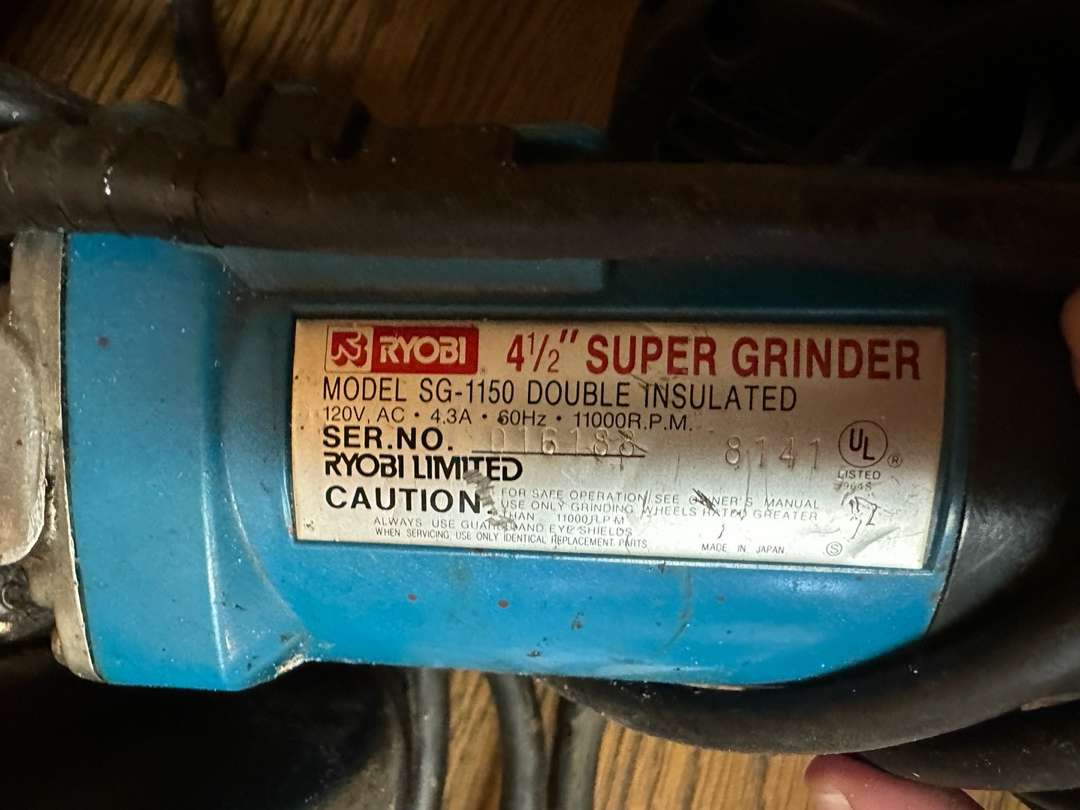 RYOBI 4½" SUPER GRINDER
MODEL SG-1150 DOUBLE INSULATED
120V. AC · 4.3A · 60Hz · 11000R.P.M.
SER.NO. 016188 8141 UL ®
RYOBI LIMITED LISTED
CAUTION: FOR SAFE OPERATION SEE OWNER'S MANUAL
USE ONLY GRINDING WHEELS RATED GREATER
THAN 11000R.P.M
ALWAYS USE GUARD AND EYE SHIELDS
WHEN SERVICING, USE ONLY IDENTICAL REPLACEMENT PARTS MADE IN JAPAN Ⓢ